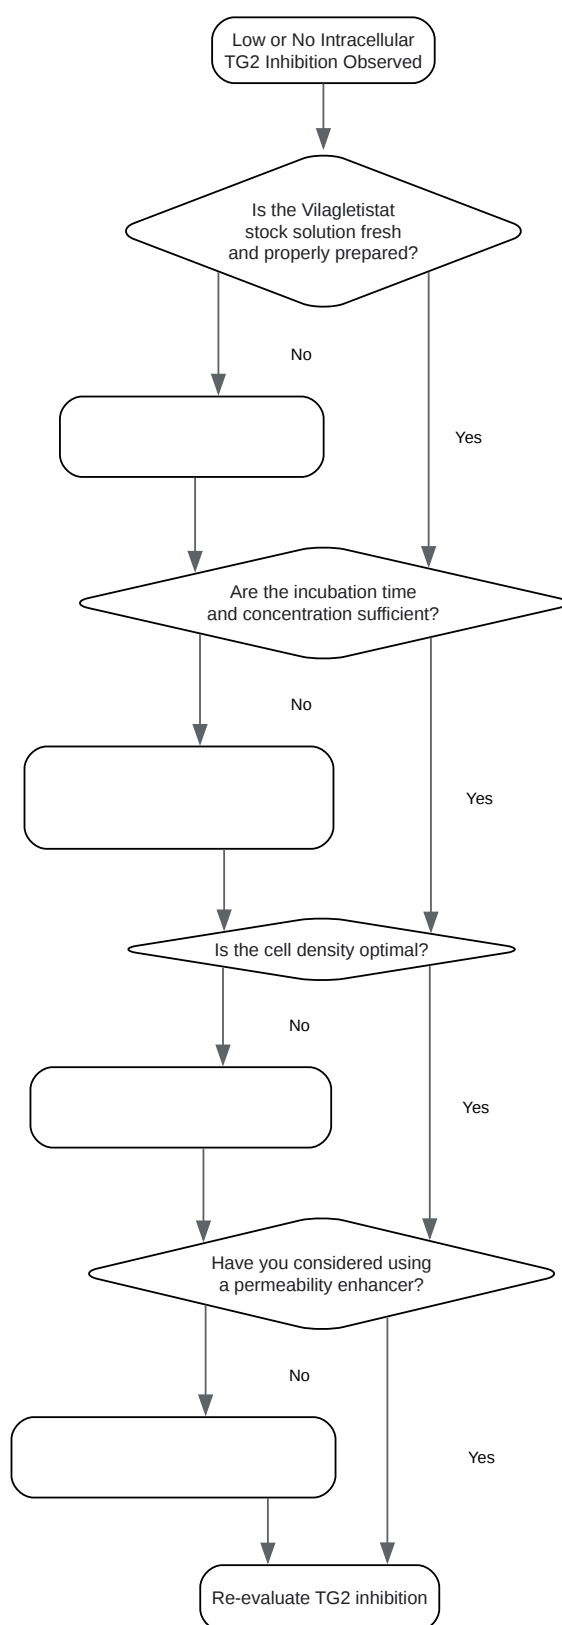 Low or No Intracellular
TG2 Inhibition Observed
Is the Vilagletistat
stock solution fresh
and properly prepared?
No
Yes
Are the incubation time
and concentration sufficient?
No
Yes
Is the cell density optimal?
No
Yes
Have you considered using
a permeability enhancer?
No
Yes
Re-evaluate TG2 inhibition